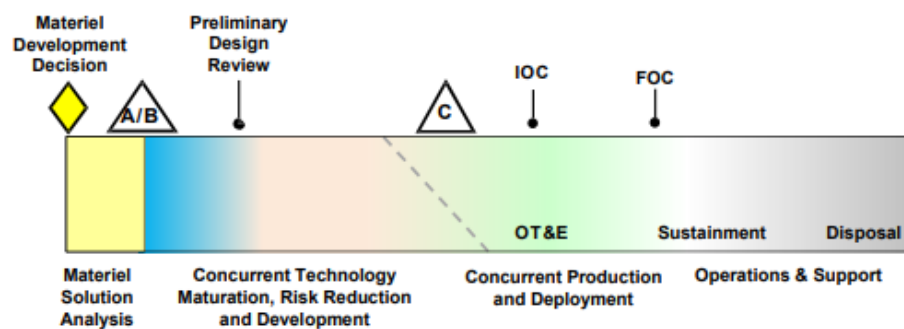 Materiel
Development
Decision
Preliminary
Design
Review
A/B
C
IOC
FOC
OT&E
Sustainment
Disposal
Materiel
Solution
Analysis
Concurrent Technology
Maturation, Risk Reduction
and Development
Concurrent Production
and Deployment
Operations & Support